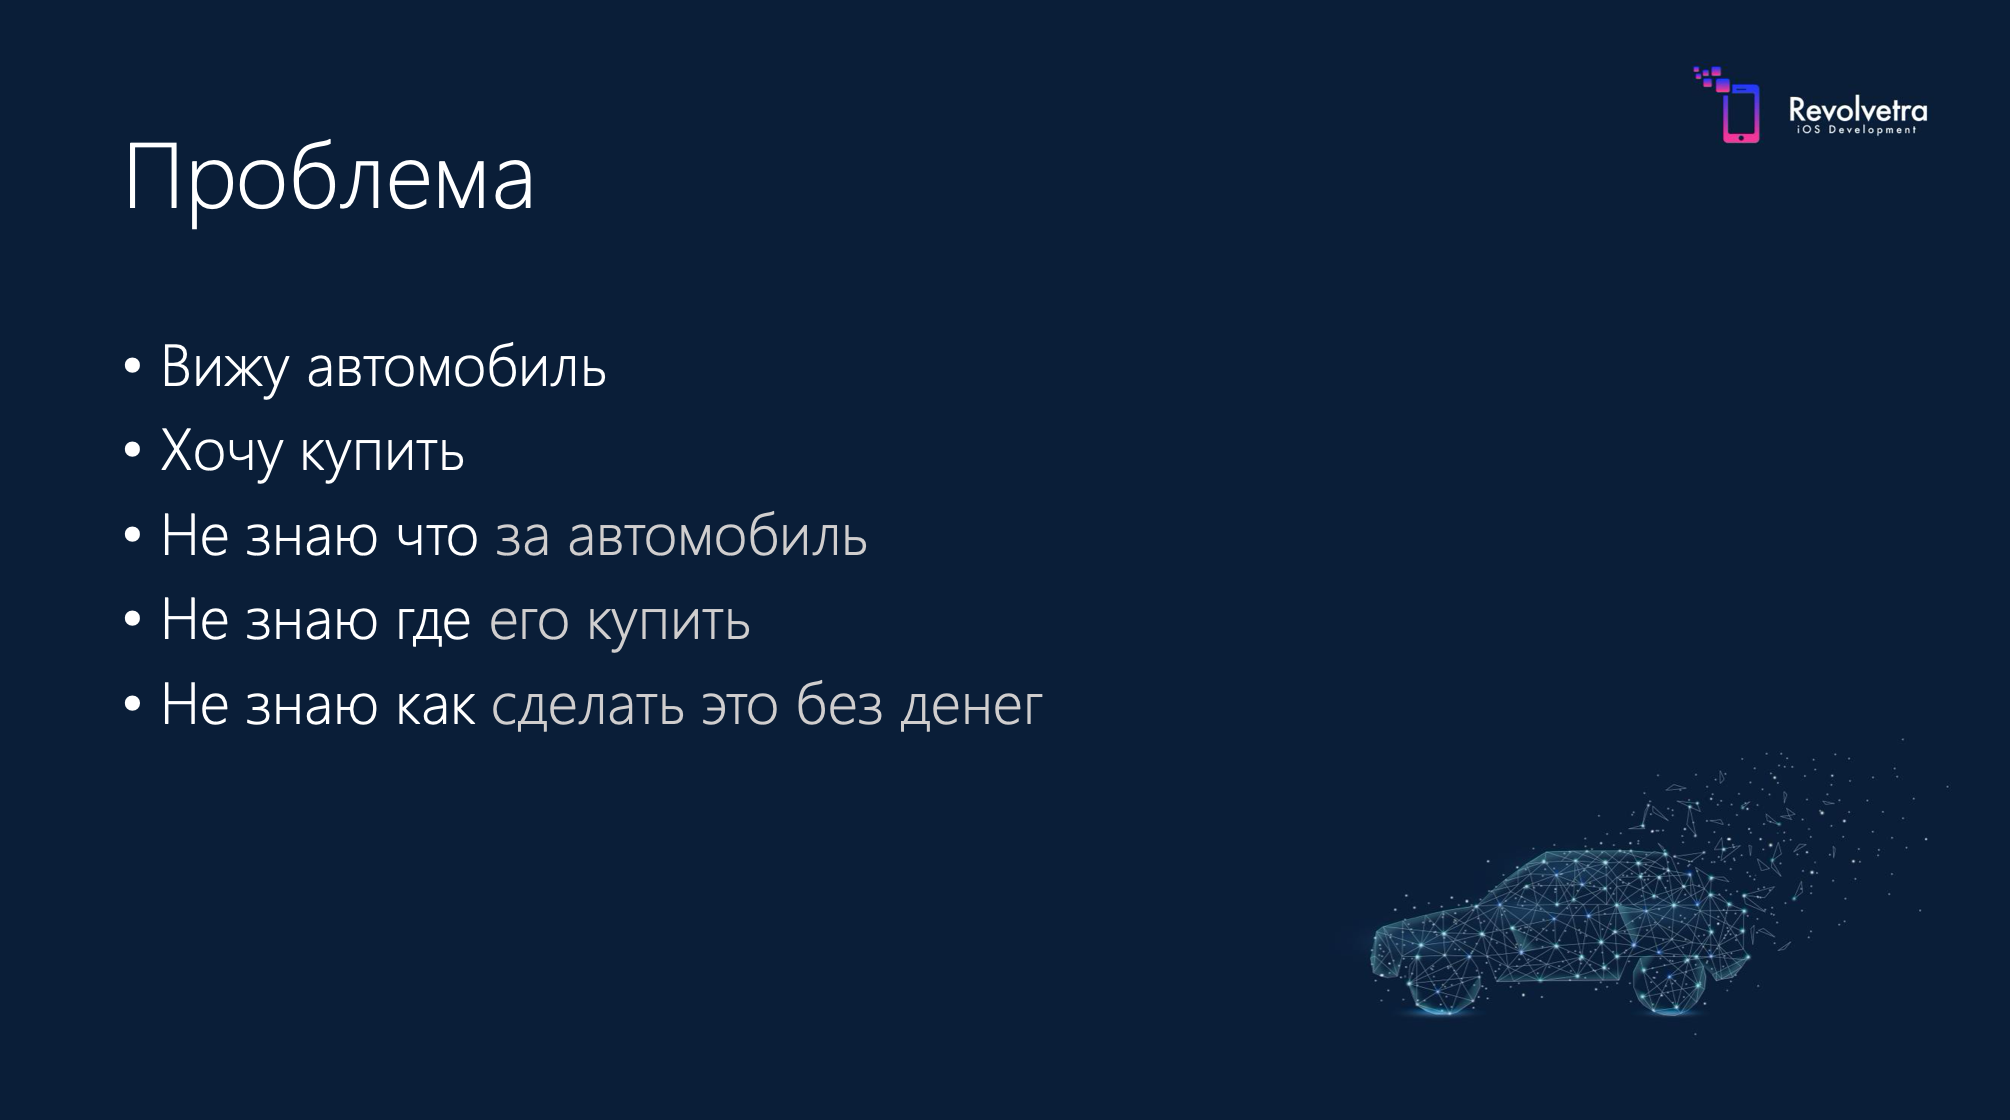 Revolvetra
iOS Development
Проблема
• Вижу автомобиль
• Хочу купить
• Не знаю что за автомобиль
• Не знаю где его купить
• Не знаю как сделать это без денег